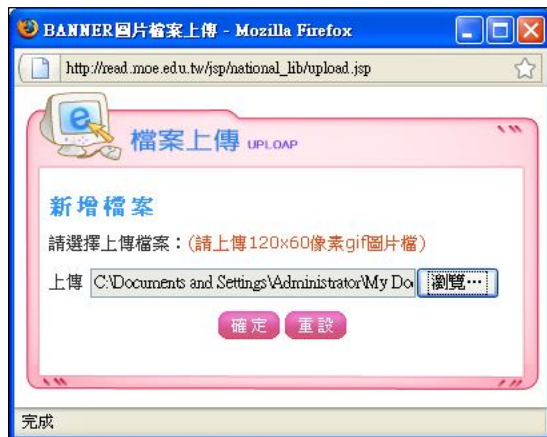 BANNER圖片檔案上傳 - Mozilla Firefox
http://read.moe.edu.tw/jsp/national_lib/upload.jsp
e
檔案上傳 UPLOAP
新增檔案
請選擇上傳檔案：(請上傳120x60像素gif圖片檔)
上傳 C:\Documents and Settings\Administrator\My Do 瀏覽…
確定 重設
完成